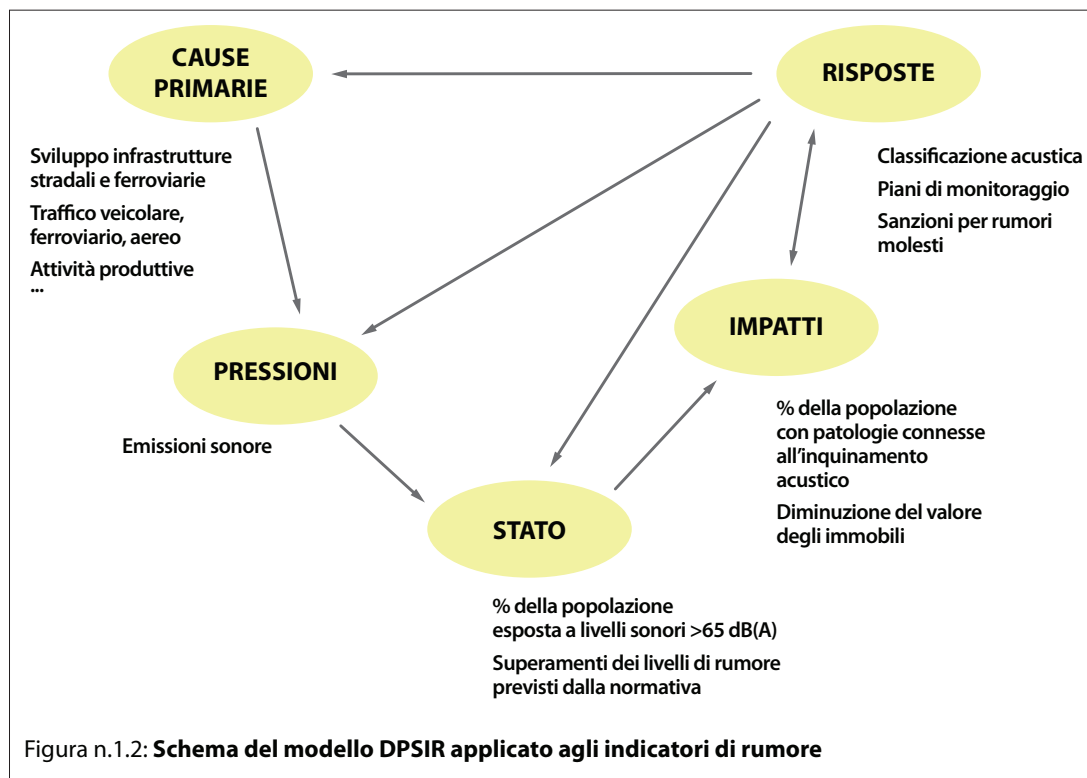 CAUSE
PRIMARIE
Sviluppo infrastrutture
stradali e ferroviarie
Traffico veicolare,
ferroviario, aereo
Attività produttive
...
RISPOSTE
Classificazione acustica
Piani di monitoraggio
Sanzioni per rumori
molesti
PRESSIONI
Emissioni sonore
IMPATTI
% della popolazione
con patologie connesse
all'inquinamento
acustico
Diminuzione del valore
degli immobili
STATO
% della popolazione
esposta a livelli sonori >65 dB(A)
Superamenti dei livelli di rumore
previsti dalla normativa
Figura n.1.2: Schema del modello DPSIR applicato agli indicatori di rumore